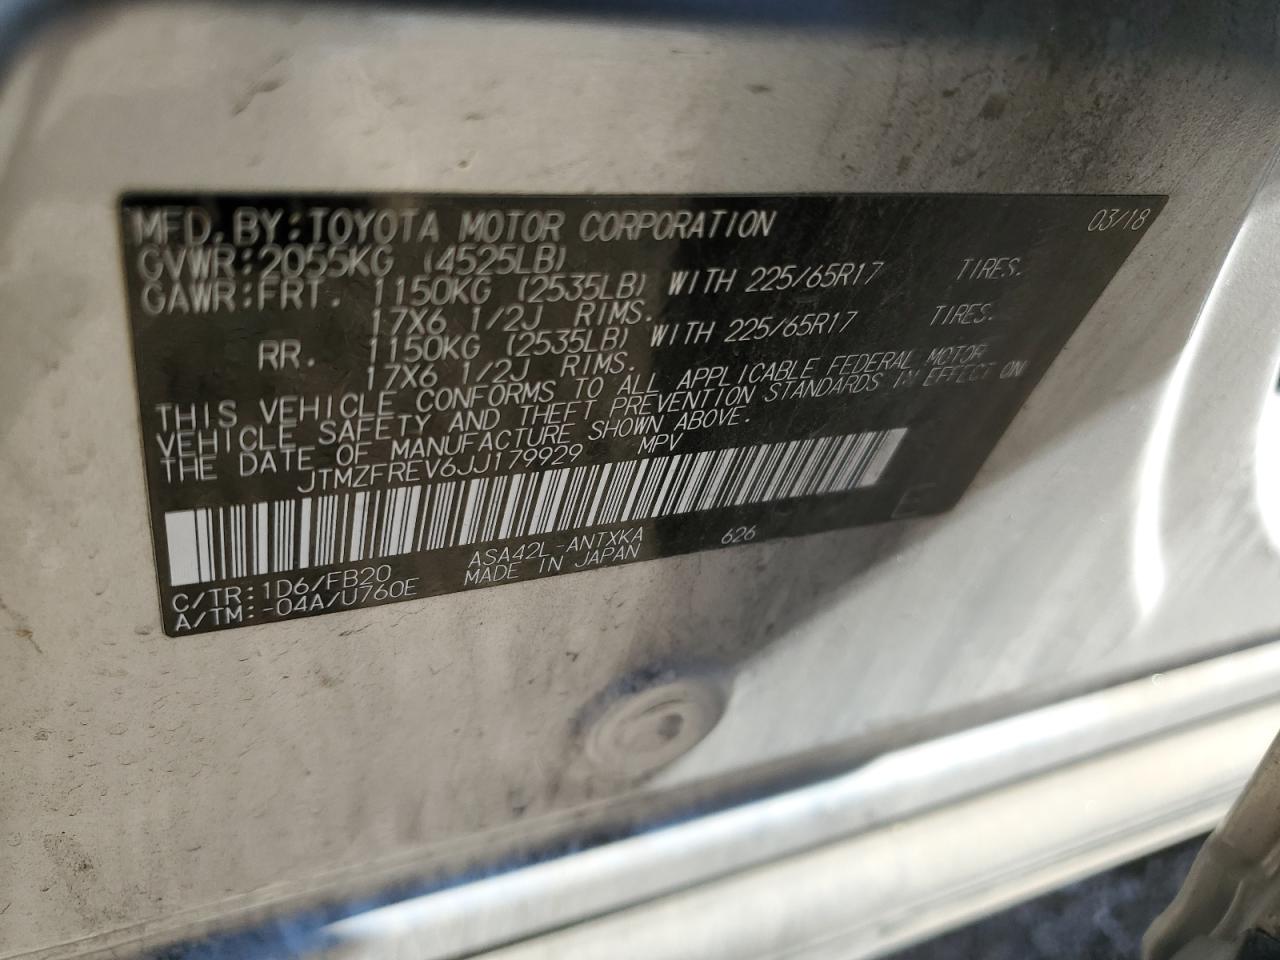 MFD. BY: TOYOTA MOTOR CORPORATION 03/18
GVWR: 2055KG (4525LB)
GAWR: FRT. 1150KG (2535LB) WITH 225/65R17 TIRES.
17X6 1/2J RIMS.
RR. 1150KG (2535LB) WITH 225/65R17 TIRES.
17X6 1/2J RIMS.
THIS VEHICLE CONFORMS TO ALL APPLICABLE FEDERAL MOTOR
VEHICLE SAFETY AND THEFT PREVENTION STANDARDS IN EFFECT ON
THE DATE OF MANUFACTURE SHOWN ABOVE.
JTMZFREV6JJ179929 MPV
C/TR: 1D6/FB20 ASA42L-ANTXKA 626
A/TM: -04A/U760E MADE IN JAPAN
E